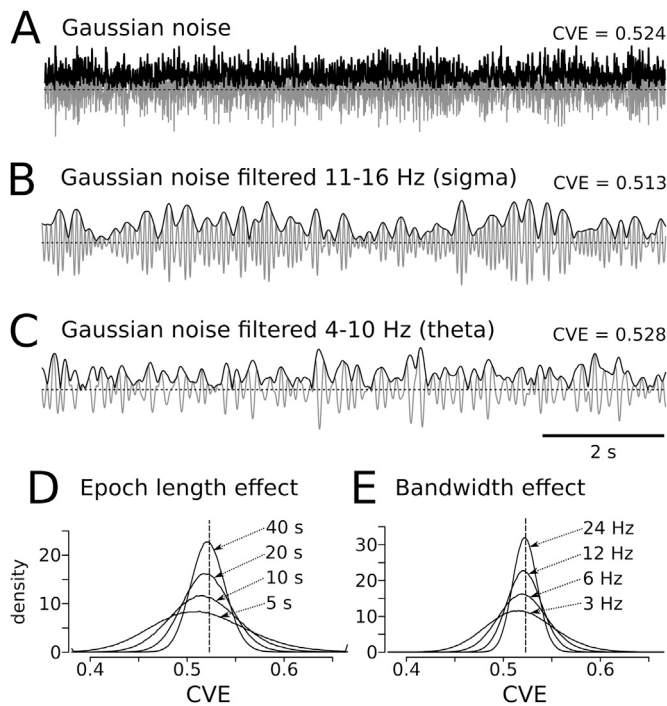 A Gaussian noise CVE = 0.524
B Gaussian noise filtered 11-16 Hz (sigma) CVE = 0.513
C Gaussian noise filtered 4-10 Hz (theta) CVE = 0.528
2 s
D Epoch length effect
40 s
20 s
10 s
5 s
density
20
10
0
0.4 0.5 0.6
CVE
E Bandwidth effect
24 Hz
12 Hz
6 Hz
3 Hz
30
20
10
0
0.4 0.5 0.6
CVE